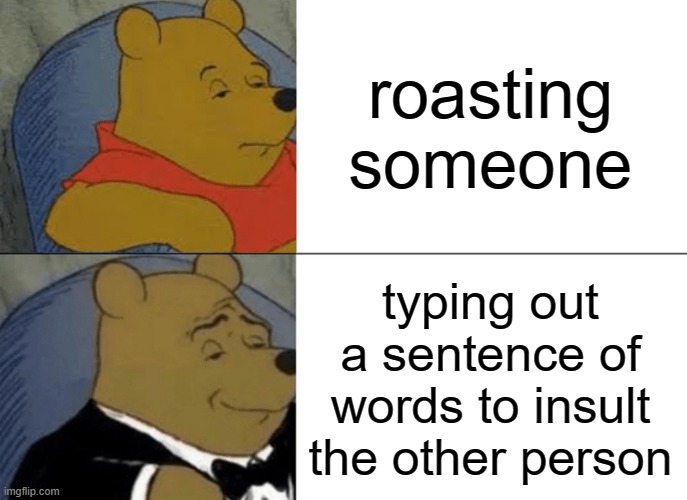 roasting
someone
typing out
a sentence of
words to insult
the other person
imgflip.com